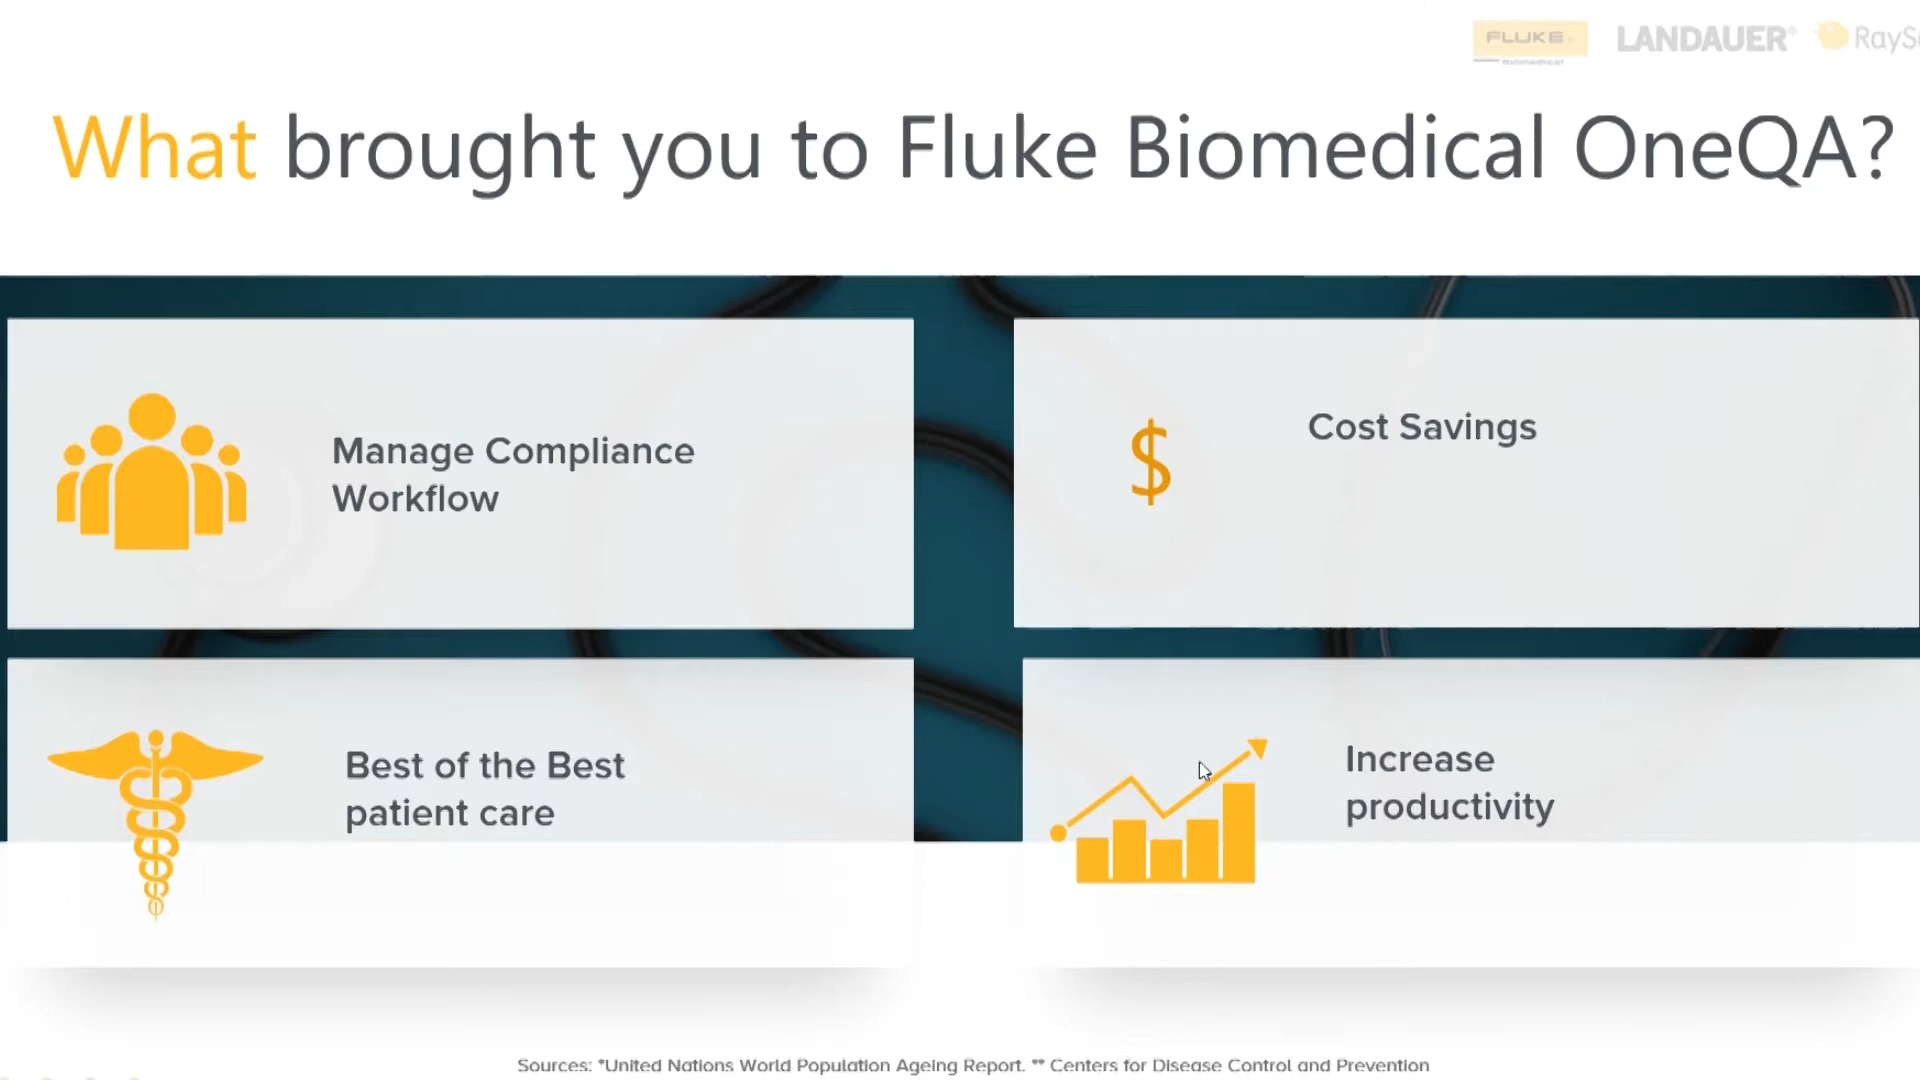 FLUKE
Biomedical
LANDAUER®
What brought you to Fluke Biomedical OneQA?
Manage Compliance
Workflow
$
Cost Savings
Best of the Best
patient care
Increase
productivity
Sources: *United Nations World Population Ageing Report. ** Centers for Disease Control and Prevention